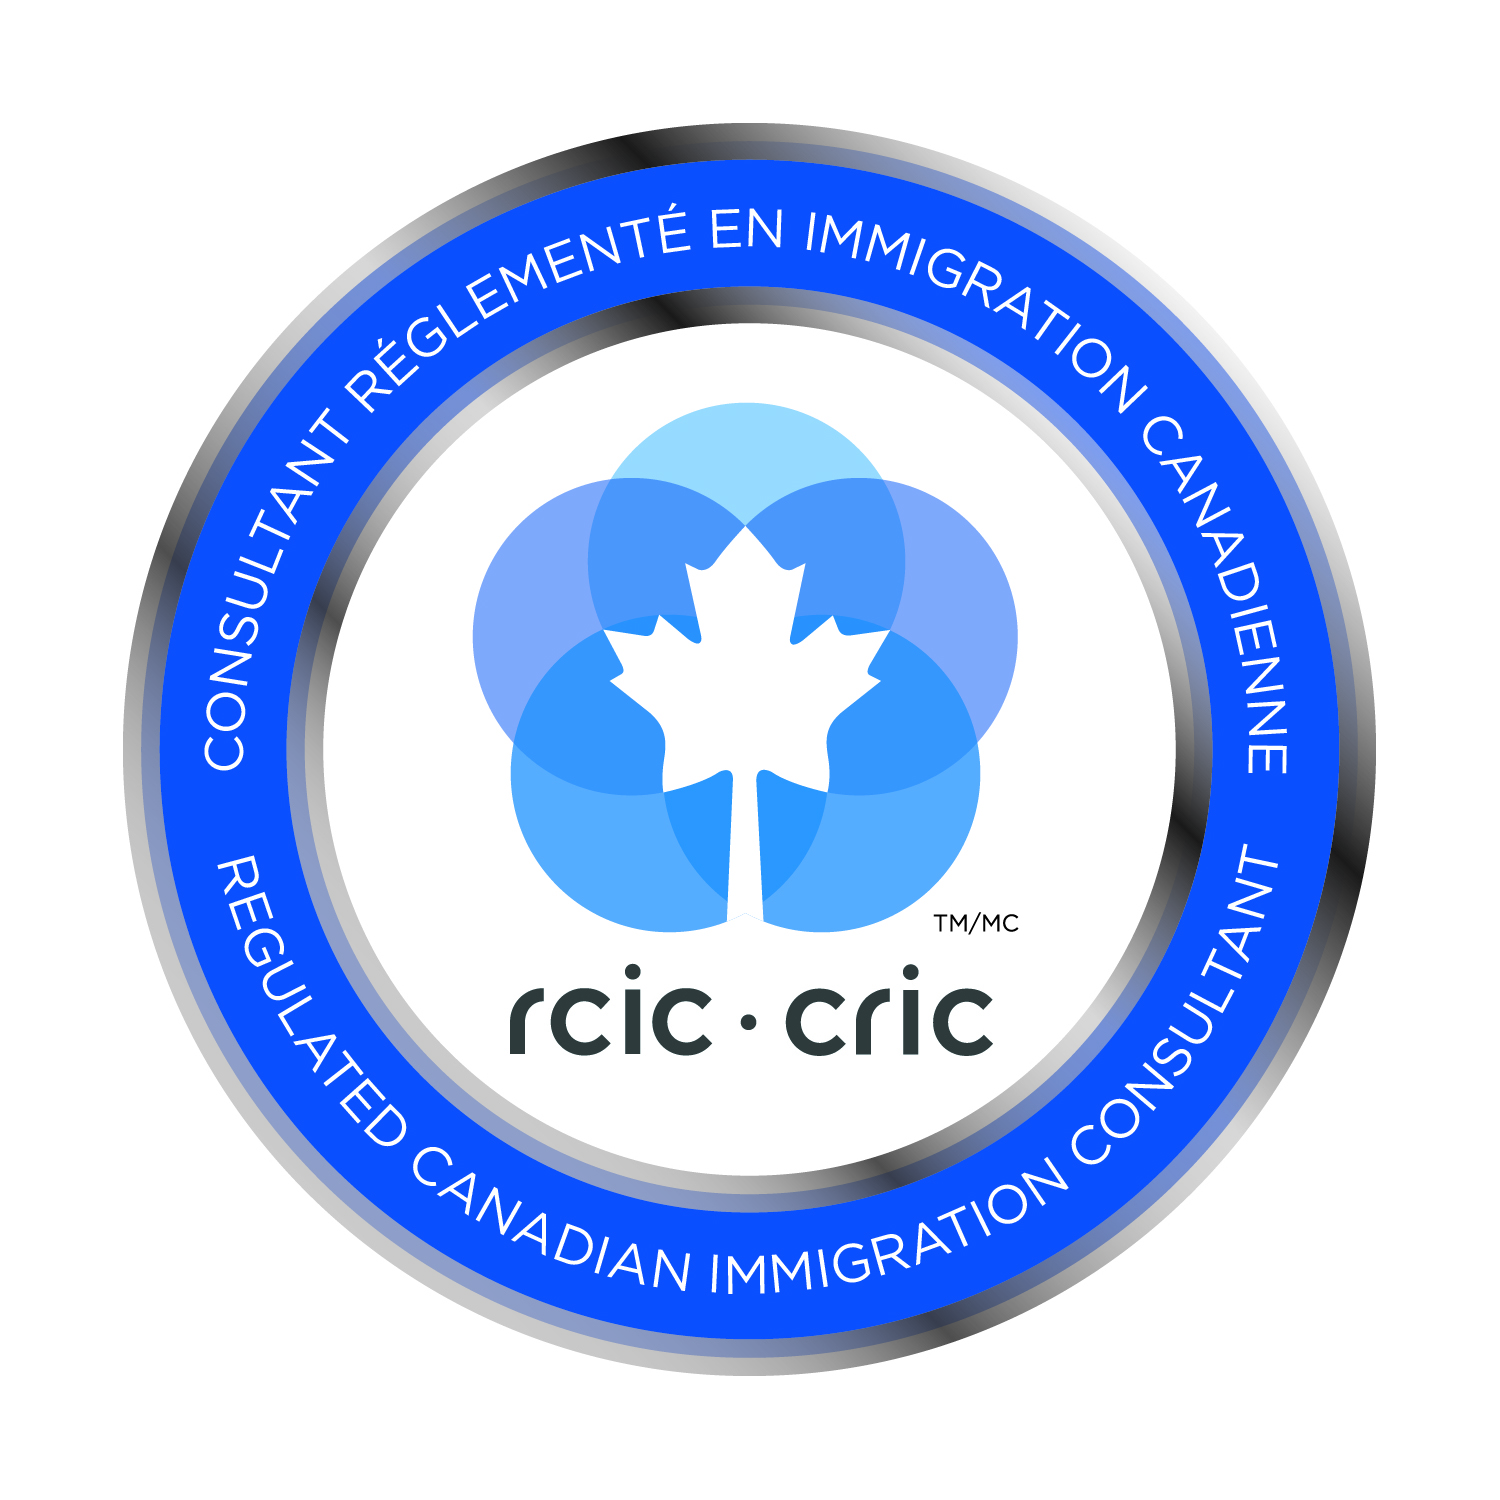 CONSULTANT RÉGLEMENTÉ EN IMMIGRATION CANADIENNE
TM/MC
rcic · cric
REGULATED CANADIAN IMMIGRATION CONSULTANT